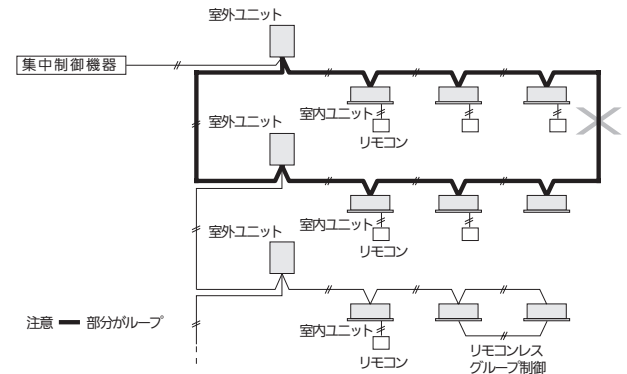 室外ユニット
集中制御機器
室内ユニット
リモコン
室外ユニット
室内ユニット
リモコン
室外ユニット
注意 ━ 部分がループ
室内ユニット
リモコン
リモコンレス
グループ制御